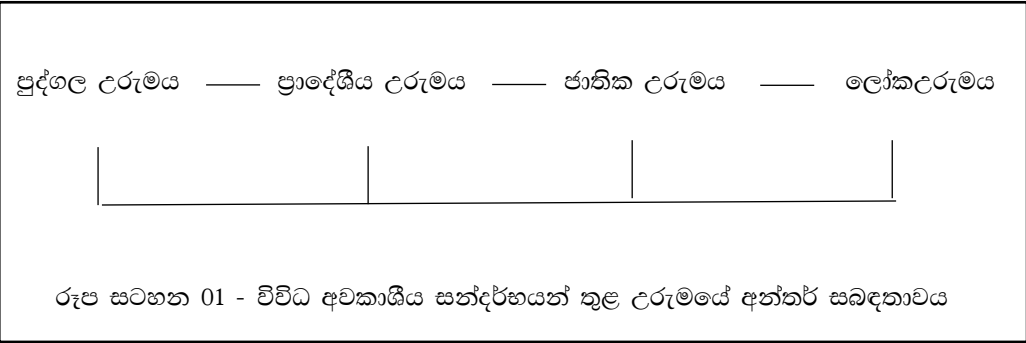 පුද්ගල උරුමය —— ප්‍රාදේශීය උරුමය —— ජාතික උරුමය —— ලෝකඋරුමය
රූප සටහන 01 - විවිධ අවකාශීය සන්දර්භයන් තුළ උරුමයේ අන්තර් සබඳතාවය